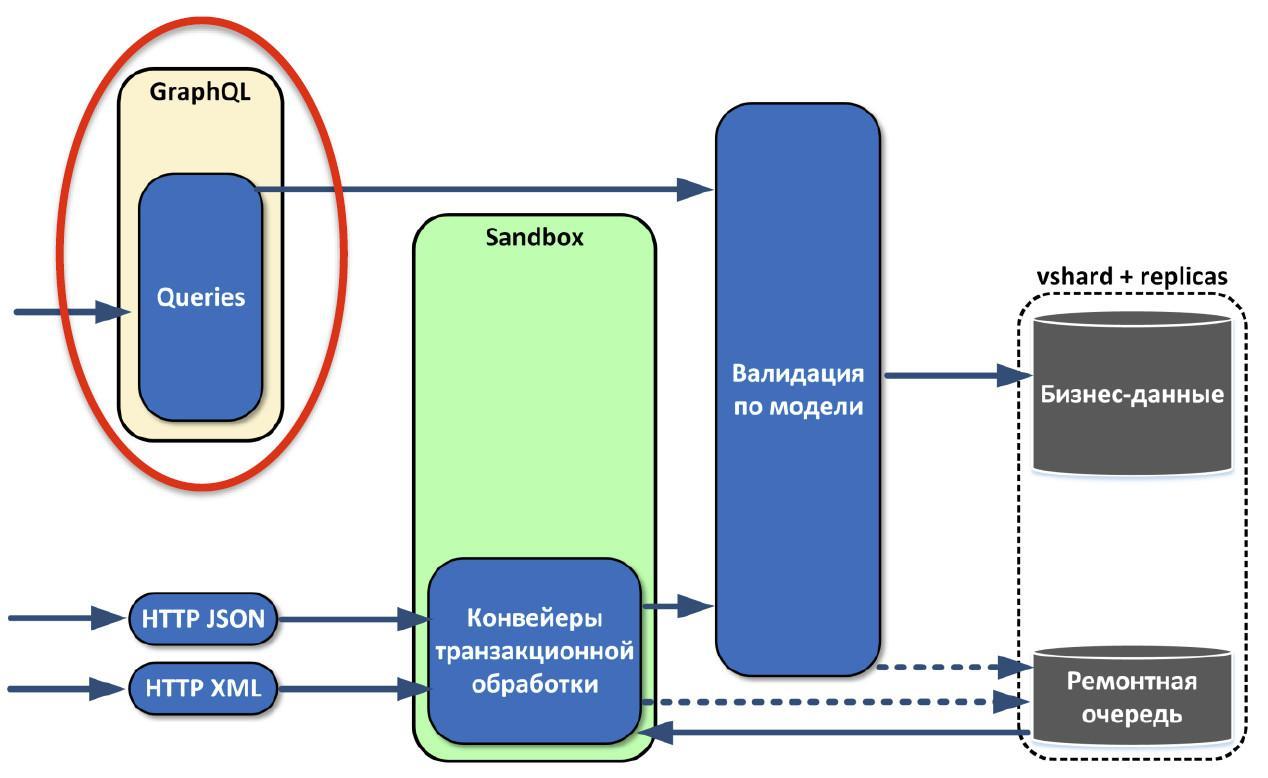 GraphQL
Queries
Sandbox
vshard + replicas
Валидация
по модели
Бизнес-данные
HTTP JSON
HTTP XML
Конвейеры
транзакционной
обработки
Ремонтная
очередь